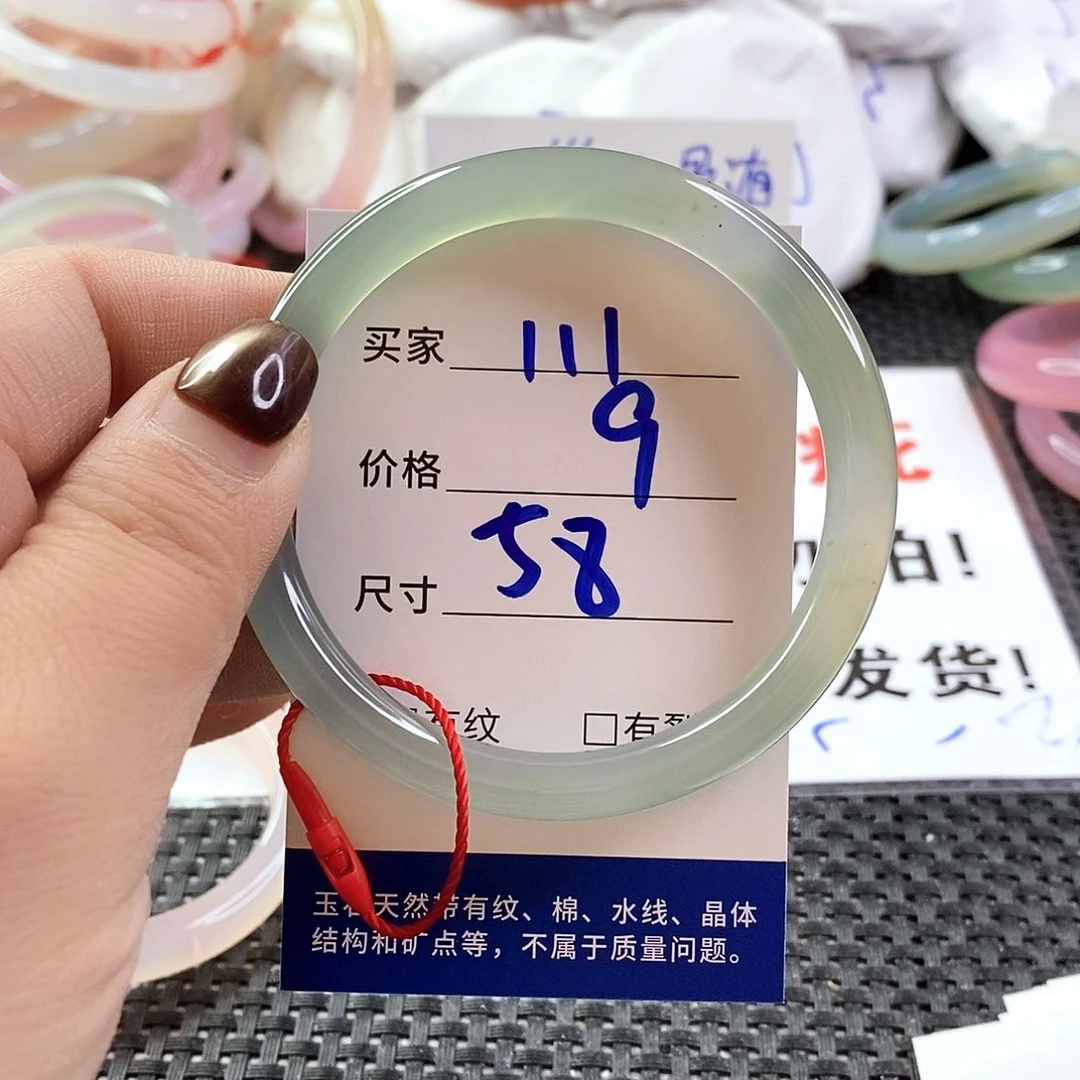 买家 111
价格 9
尺寸 58
有纹 □有裂
玉石天然带有纹、棉、水线、晶体
结构和矿点等，不属于质量问题。
拍！
发货！